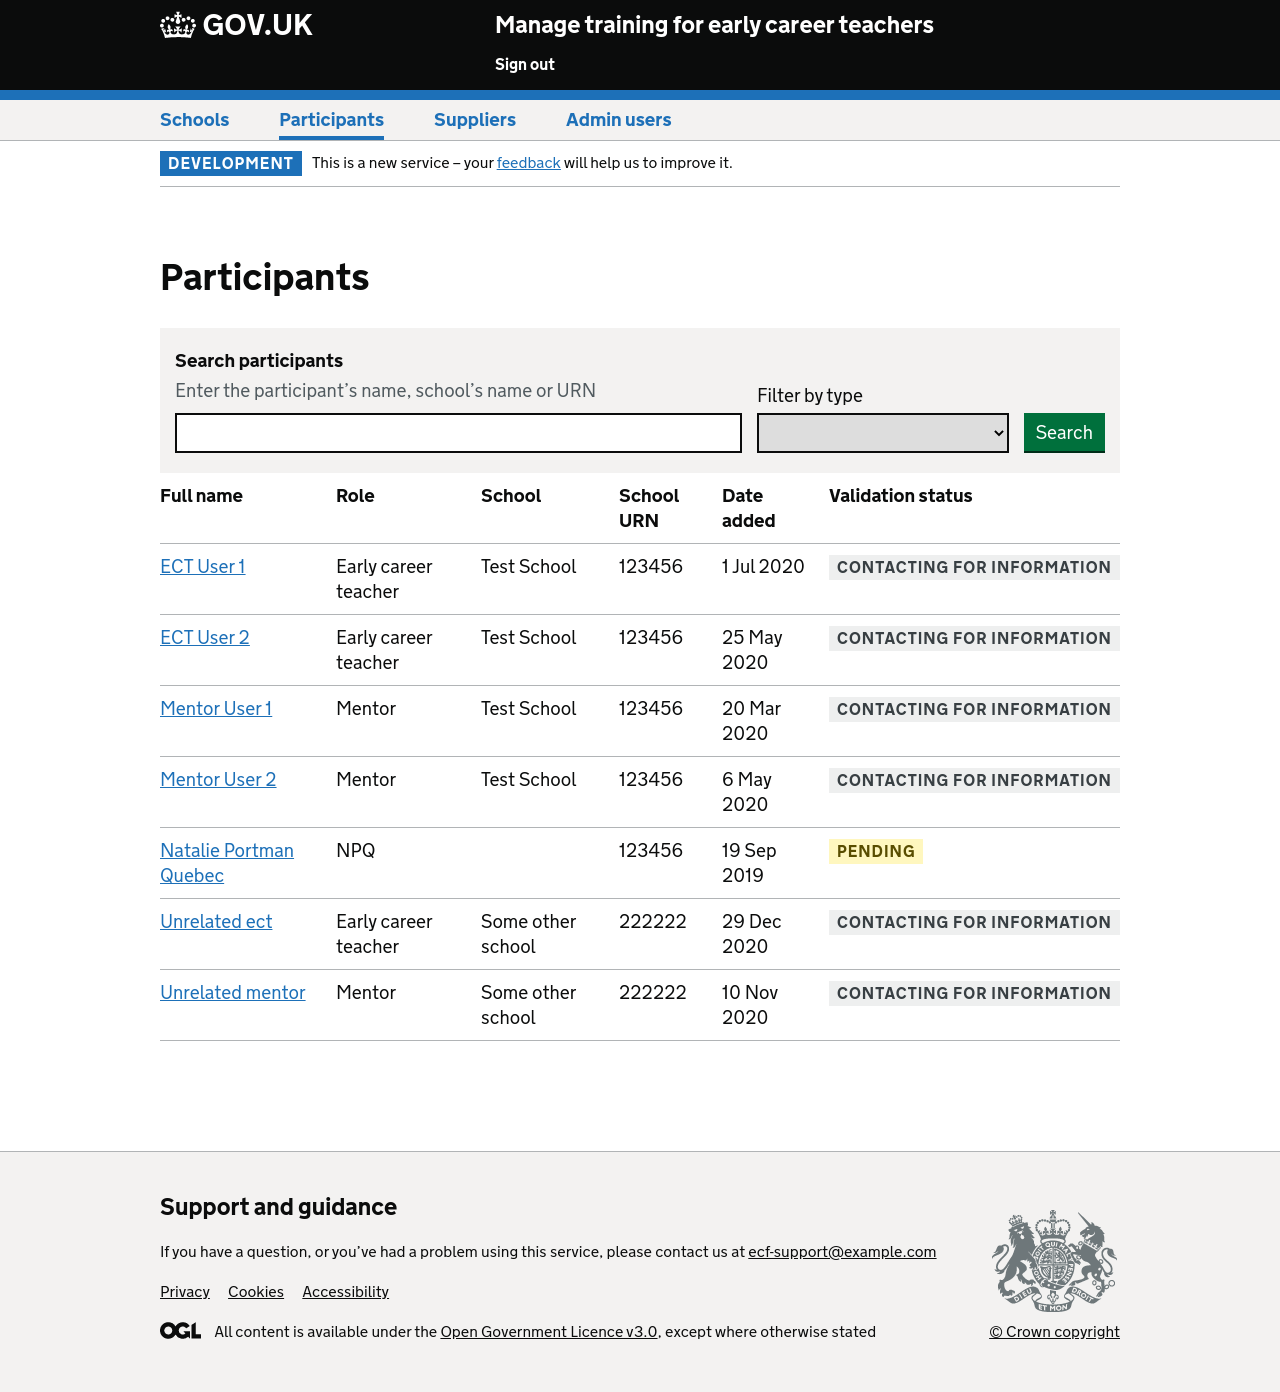 GOV.UK
Manage training for early career teachers
Sign out
Schools Participants Suppliers Admin users
DEVELOPMENT This is a new service – your feedback will help us to improve it.
Participants
Search participants
Enter the participant’s name, school’s name or URN
Filter by type
Search
Full name Role School School URN Date added Validation status
ECT User 1 Early career teacher Test School 123456 1 Jul 2020 CONTACTING FOR INFORMATION
ECT User 2 Early career teacher Test School 123456 25 May 2020 CONTACTING FOR INFORMATION
Mentor User 1 Mentor Test School 123456 20 Mar 2020 CONTACTING FOR INFORMATION
Mentor User 2 Mentor Test School 123456 6 May 2020 CONTACTING FOR INFORMATION
Natalie Portman Quebec NPQ 123456 19 Sep 2019 PENDING
Unrelated ect Early career teacher Some other school 222222 29 Dec 2020 CONTACTING FOR INFORMATION
Unrelated mentor Mentor Some other school 222222 10 Nov 2020 CONTACTING FOR INFORMATION
Support and guidance
If you have a question, or you’ve had a problem using this service, please contact us at ecf-support@example.com
Privacy Cookies Accessibility
OGL All content is available under the Open Government Licence v3.0, except where otherwise stated
© Crown copyright